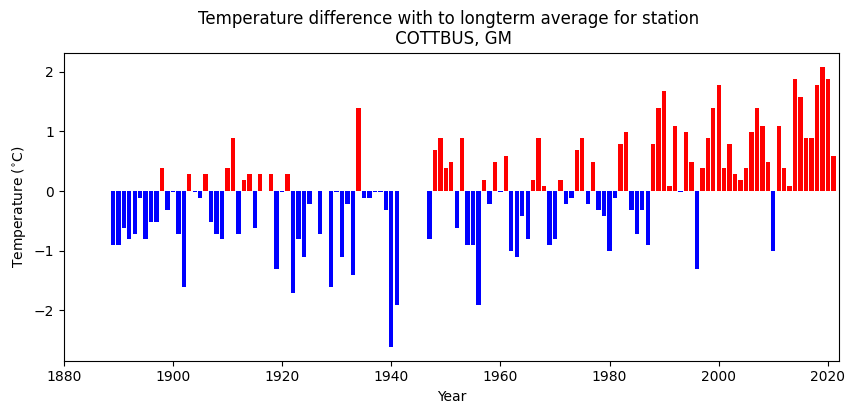 Temperature difference with to longterm average for station
COTTBUS, GM
Temperature (°C)
2
1
0
−1
−2
1880 1900 1920 1940 1960 1980 2000 2020
Year